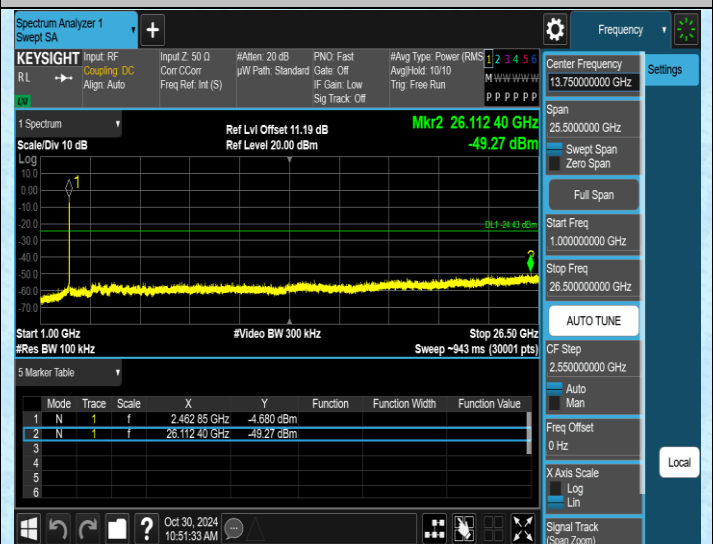 Spectrum Analyzer 1
Swept SA
+
Frequency
KEYSIGHT
RL
LXI
Input: RF
Coupling: DC
Align: Auto
Input Z: 50 Ω
Corr CCorr
Freq Ref: Int (S)
#Atten: 20 dB
µW Path: Standard
PNO: Fast
Gate: Off
IF Gain: Low
Sig Track: Off
#Avg Type: Power (RMS
Avg|Hold: 10/10
Trig: Free Run
1 2 3 4 5 6
M W W W W W
P P P P P P
1 Spectrum
Scale/Div 10 dB
Ref Lvl Offset 11.19 dB
Ref Level 20.00 dBm
Mkr2 26.112 40 GHz
-49.27 dBm
Log
10.0
0.00
-10.0
-20.0
-30.0
-40.0
-50.0
-60.0
-70.0
1
2
DL1 -24.43 dBm
Start 1.00 GHz
#Res BW 100 kHz
#Video BW 300 kHz
Stop 26.50 GHz
Sweep ~943 ms (30001 pts)
5 Marker Table
Mode Trace Scale X Y Function Function Width Function Value
1 N 1 f 2.462 85 GHz -4.680 dBm
2 N 1 f 26.112 40 GHz -49.27 dBm
3
4
5
6
?
Oct 30, 2024
10:51:33 AM
Center Frequency
13.750000000 GHz
Span
25.5000000 GHz
Swept Span
Zero Span
Full Span
Start Freq
1.000000000 GHz
Stop Freq
26.500000000 GHz
AUTO TUNE
CF Step
2.550000000 GHz
Auto
Man
Freq Offset
0 Hz
X Axis Scale
Log
Lin
Signal Track
(Span Zoom)
Settings
Local